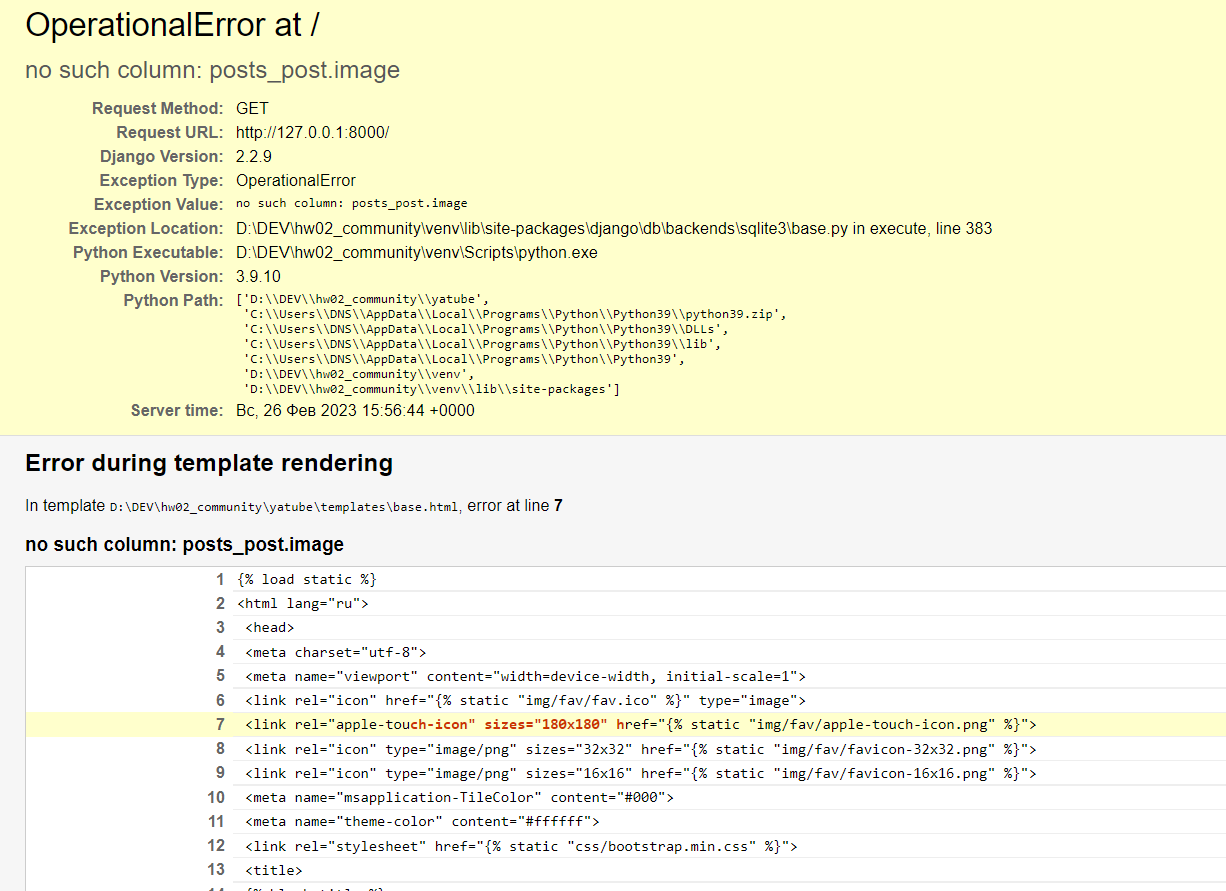 OperationalError at /
no such column: posts_post.image
Request Method: GET
Request URL: http://127.0.0.1:8000/
Django Version: 2.2.9
Exception Type: OperationalError
Exception Value: no such column: posts_post.image
Exception Location: D:\DEV\hw02_community\venv\lib\site-packages\django\db\backends\sqlite3\base.py in execute, line 383
Python Executable: D:\DEV\hw02_community\venv\Scripts\python.exe
Python Version: 3.9.10
Python Path: ['D:\\DEV\\hw02_community\\yatube',
'C:\\Users\\DNS\\AppData\\Local\\Programs\\Python\\Python39\\python39.zip',
'C:\\Users\\DNS\\AppData\\Local\\Programs\\Python\\Python39\\DLLs',
'C:\\Users\\DNS\\AppData\\Local\\Programs\\Python\\Python39\\lib',
'C:\\Users\\DNS\\AppData\\Local\\Programs\\Python\\Python39',
'D:\\DEV\\hw02_community\\venv',
'D:\\DEV\\hw02_community\\venv\\lib\\site-packages']
Server time: Вс, 26 Фев 2023 15:56:44 +0000
Error during template rendering
In template D:\DEV\hw02_community\yatube\templates\base.html, error at line 7
no such column: posts_post.image
1 {% load static %}
2 <html lang="ru">
3 <head>
4 <meta charset="utf-8">
5 <meta name="viewport" content="width=device-width, initial-scale=1">
6 <link rel="icon" href="{% static "img/fav/fav.ico" %}" type="image">
7 <link rel="apple-touch-icon" sizes="180x180" href="{% static "img/fav/apple-touch-icon.png" %}">
8 <link rel="icon" type="image/png" sizes="32x32" href="{% static "img/fav/favicon-32x32.png" %}">
9 <link rel="icon" type="image/png" sizes="16x16" href="{% static "img/fav/favicon-16x16.png" %}">
10 <meta name="msapplication-TileColor" content="#000">
11 <meta name="theme-color" content="#ffffff">
12 <link rel="stylesheet" href="{% static "css/bootstrap.min.css" %}">
13 <title>